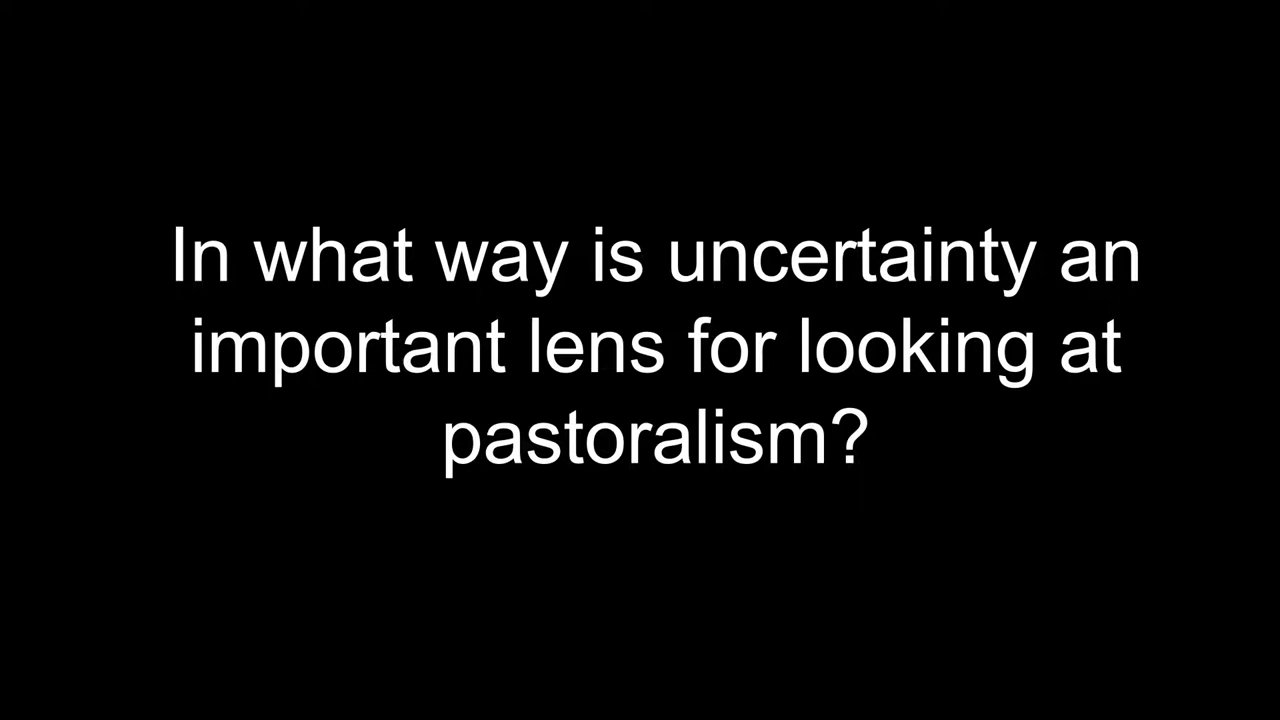 In what way is uncertainty an
important lens for looking at
pastoralism?